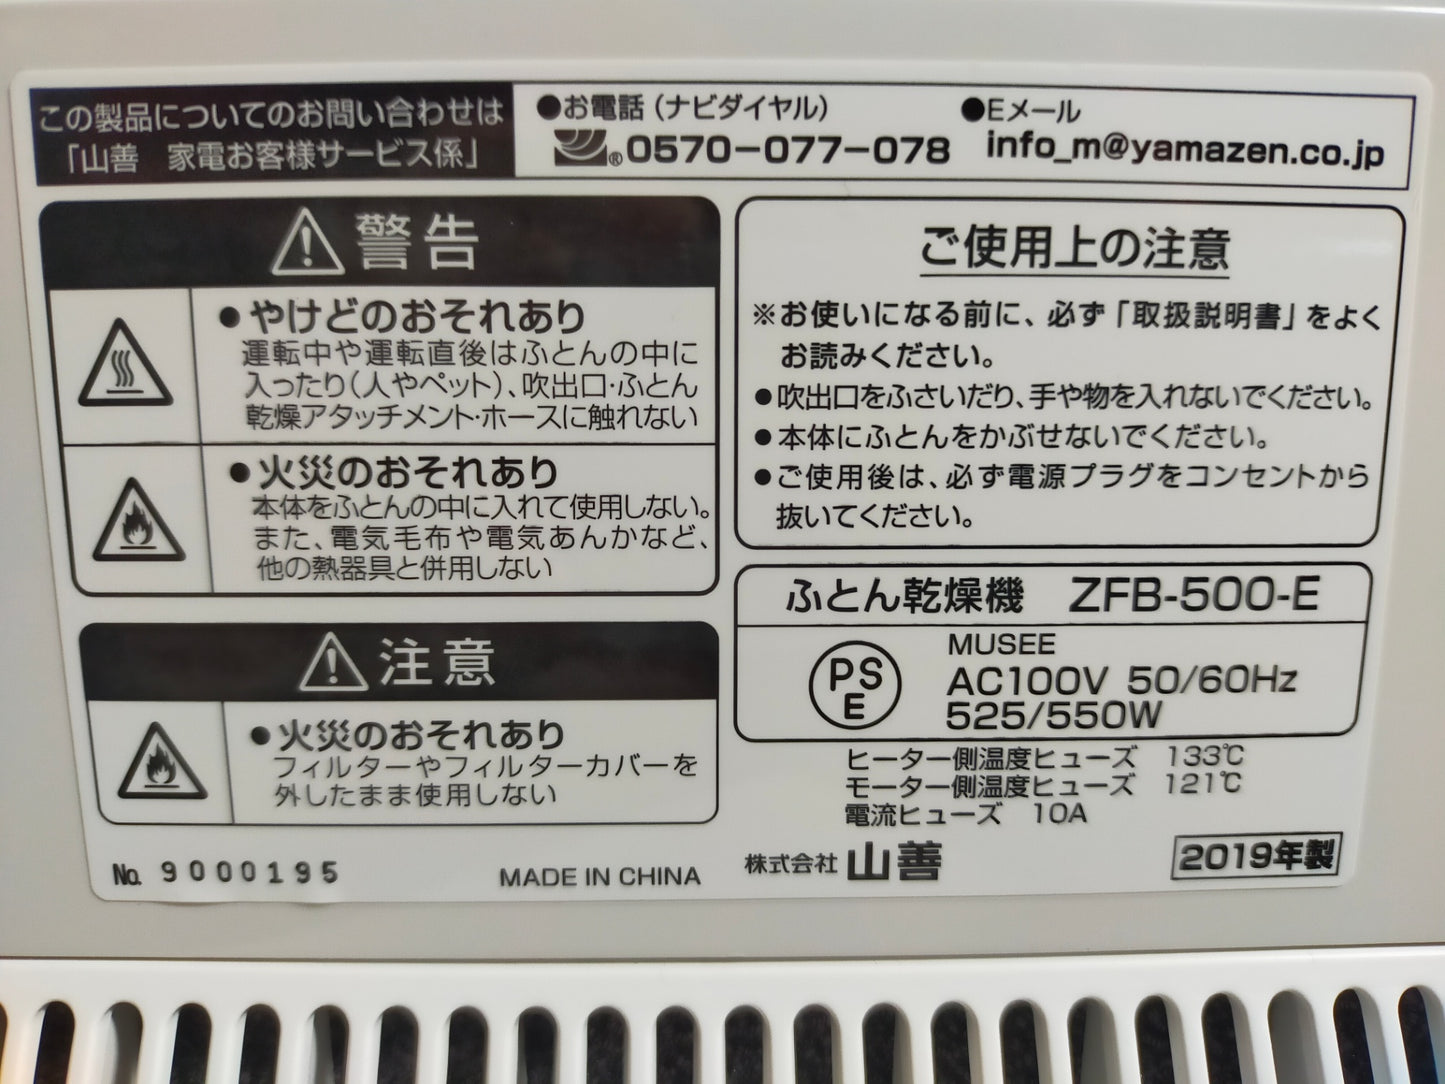 この製品についてのお問い合わせは
「山善　家電お客様サービス係」
●お電話（ナビダイヤル）
®0570-077-078
●Eメール
info_m@yamazen.co.jp
警告
●やけどのおそれあり
運転中や運転直後はふとんの中に
入ったり（人やペット）、吹出口・ふとん
乾燥アタッチメント・ホースに触れない
●火災のおそれあり
本体をふとんの中に入れて使用しない。
また、電気毛布や電気あんかなど、
他の熱器具と併用しない
注意
●火災のおそれあり
フィルターやフィルターカバーを
外したまま使用しない
No. 9000195
MADE IN CHINA
ご使用上の注意
※お使いになる前に、必ず「取扱説明書」をよく
お読みください。
●吹出口をふさいだり、手や物を入れないでください。
●本体にふとんをかぶせないでください。
●ご使用後は、必ず電源プラグをコンセントから
抜いてください。
ふとん乾燥機　ZFB-500-E
PSE
MUSEE
AC100V 50/60Hz
525/550W
ヒーター側温度ヒューズ　133℃
モーター側温度ヒューズ　121℃
電流ヒューズ　10A
株式会社 山善
2019年製